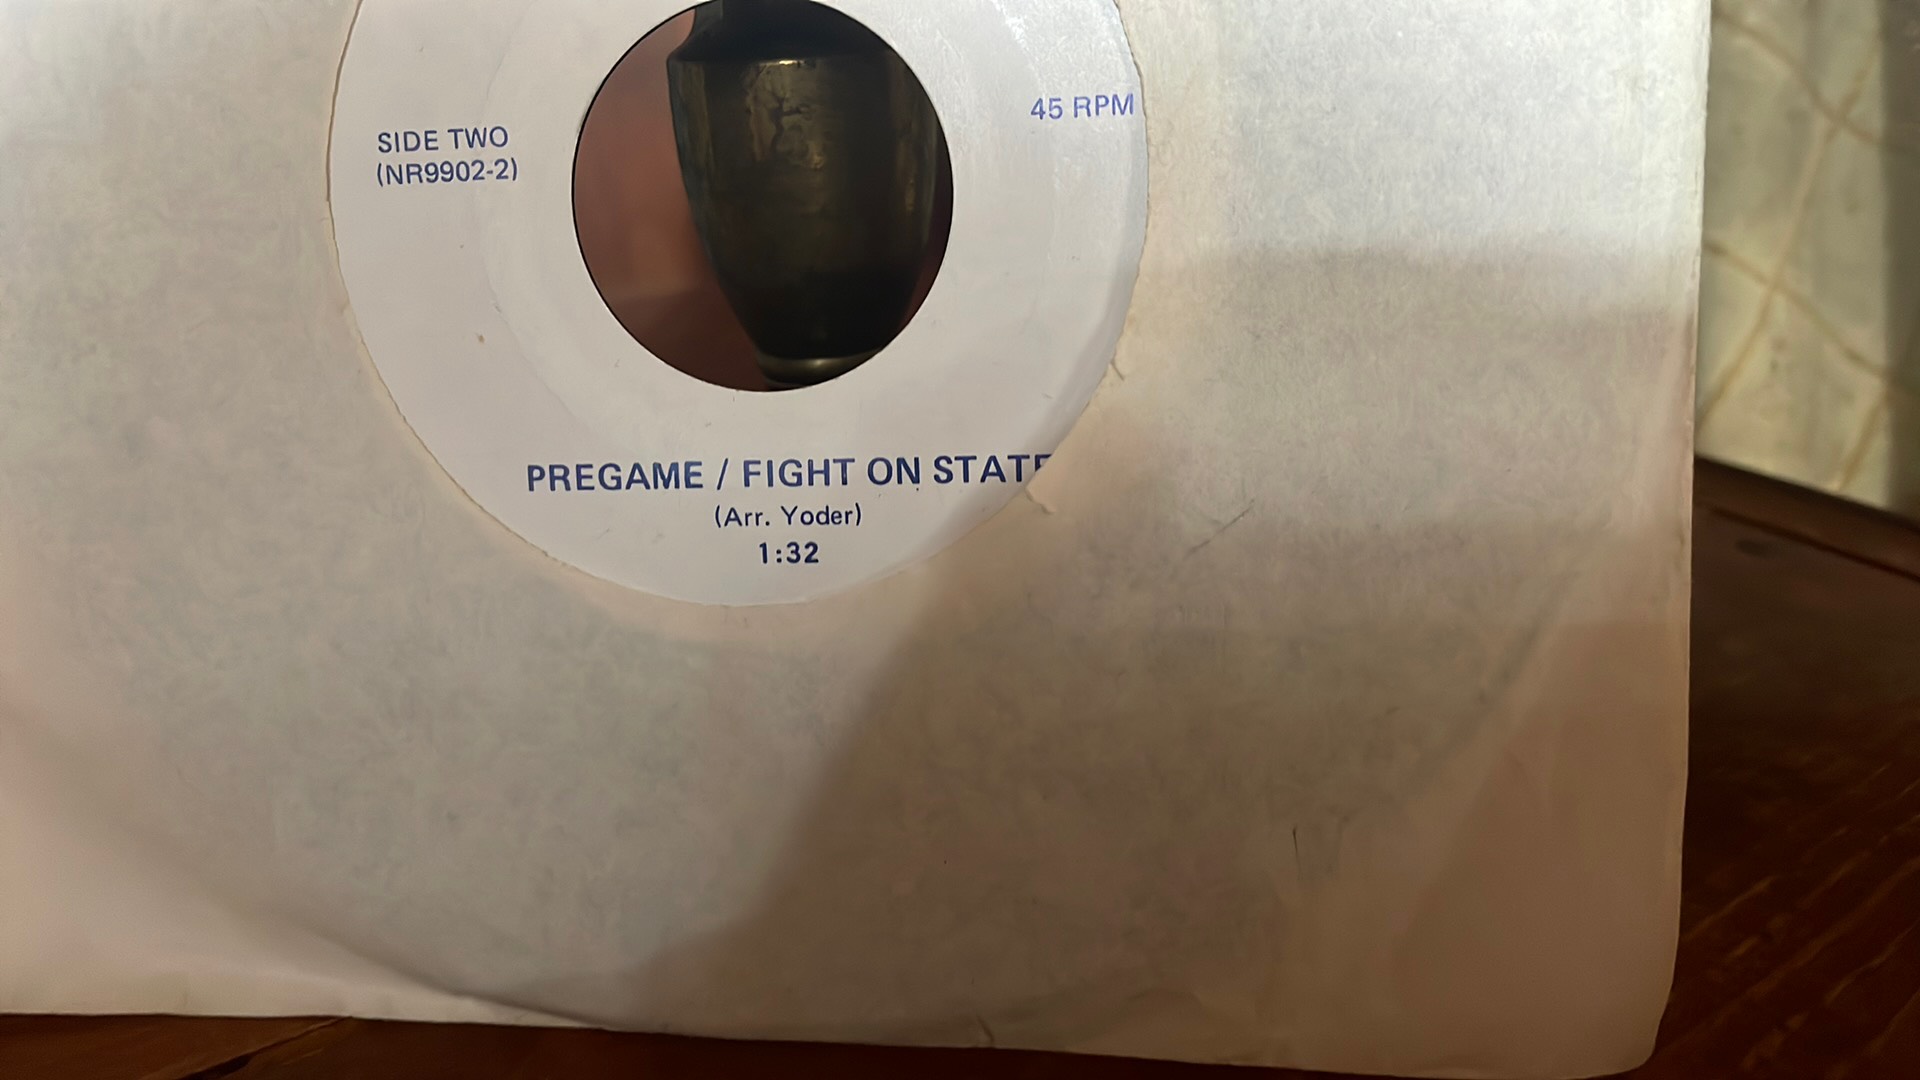 SIDE TWO
(NR9902-2)
45 RPM
PREGAME / FIGHT ON STATE
(Arr. Yoder)
1:32